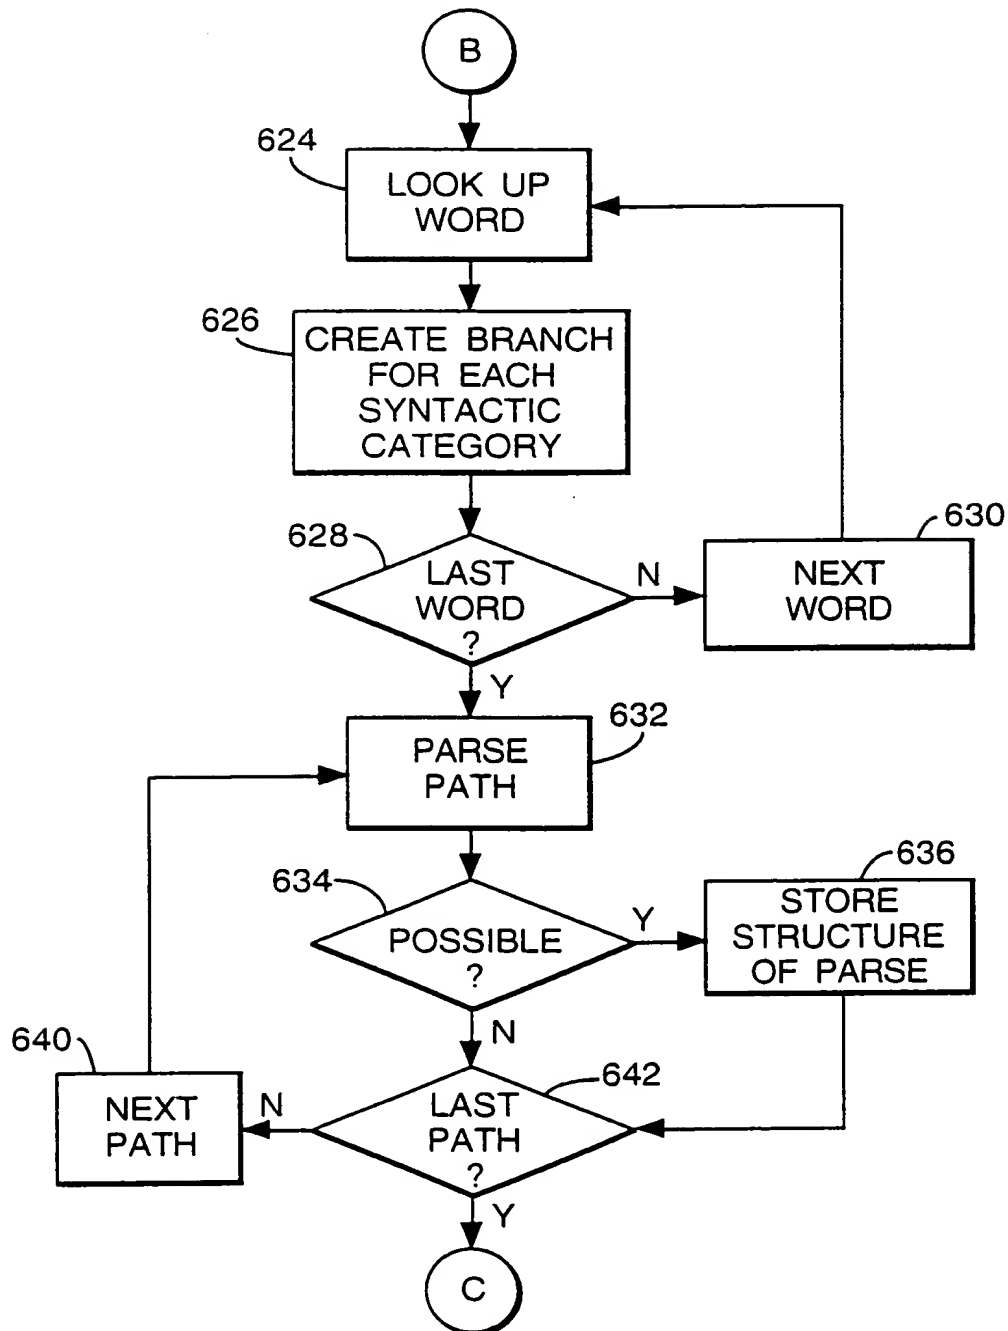 B
624
LOOK UP
WORD
626
CREATE BRANCH
FOR EACH
SYNTACTIC
CATEGORY
628
LAST
WORD
?
N
630
NEXT
WORD
Y
632
PARSE
PATH
634
POSSIBLE
?
Y
636
STORE
STRUCTURE
OF PARSE
N
640
NEXT
PATH
N
642
LAST
PATH
?
Y
C